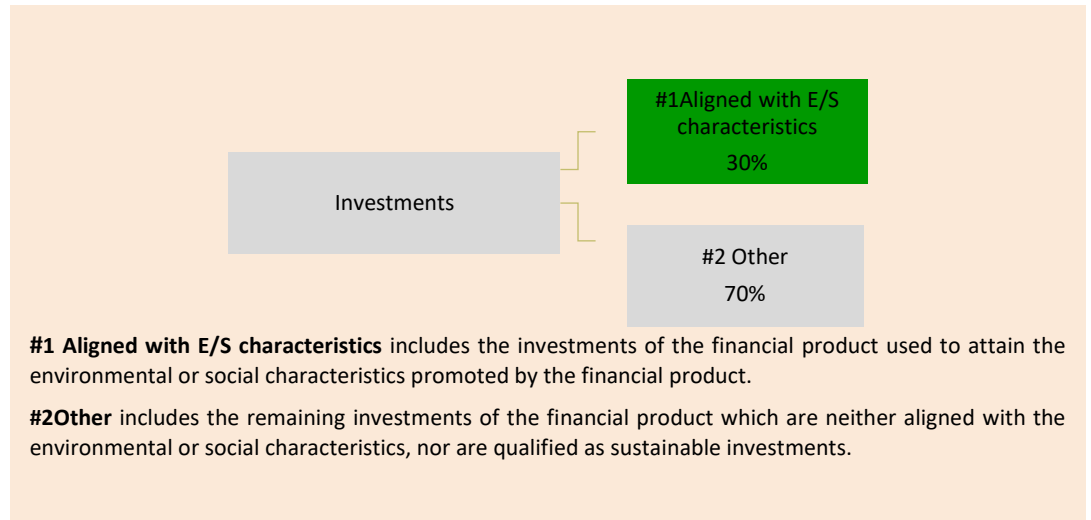 #1Aligned with E/S
characteristics
30%
Investments
#2 Other
70%
#1 Aligned with E/S characteristics includes the investments of the financial product used to attain the
environmental or social characteristics promoted by the financial product.
#2Other includes the remaining investments of the financial product which are neither aligned with the
environmental or social characteristics, nor are qualified as sustainable investments.